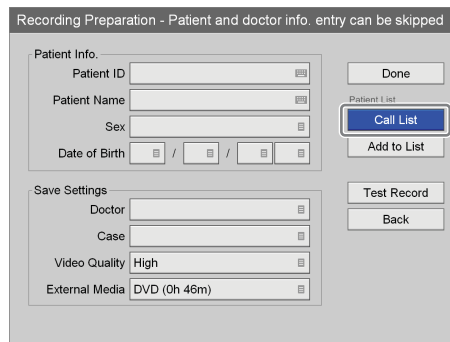 Recording Preparation - Patient and doctor info. entry can be skipped
Patient Info.
Patient ID
Patient Name
Sex
Date of Birth / /
Save Settings
Doctor
Case
Video Quality High
External Media DVD (0h 46m)
Done
Patient List
Call List
Add to List
Test Record
Back